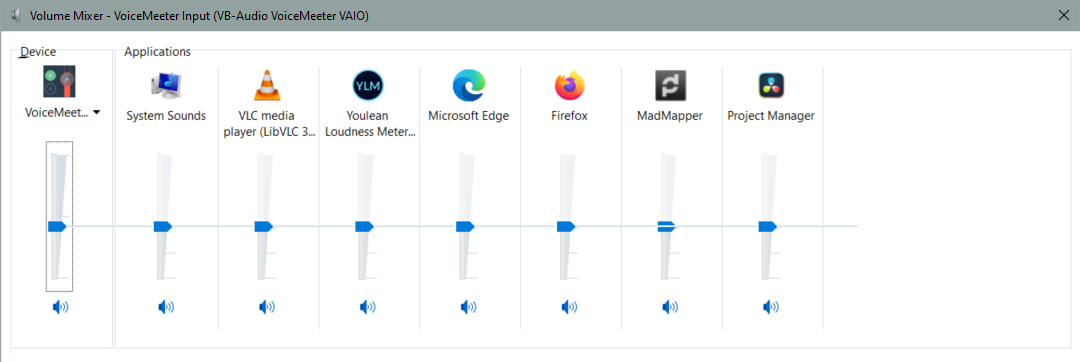 Volume Mixer - VoiceMeeter Input (VB-Audio VoiceMeeter VAIO)
Device
Applications
VoiceMeet...
System Sounds
VLC media
player (LibVLC 3...
YLM
Youlean
Loudness Meter...
Microsoft Edge
Firefox
MadMapper
Project Manager